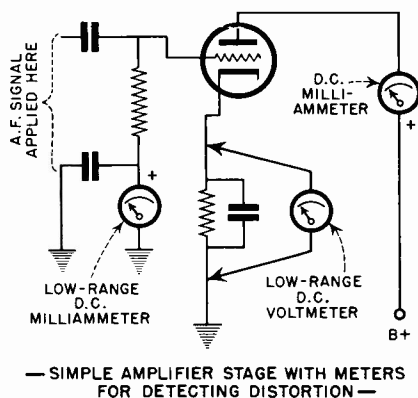 A.F. SIGNAL
APPLIED HERE
D.C.
MILLI-
AMMETER
+
+
LOW-RANGE
D.C.
MILLIAMMETER
LOW-RANGE
D.C.
VOLTMETER
B+
— SIMPLE AMPLIFIER STAGE WITH METERS
FOR DETECTING DISTORTION —